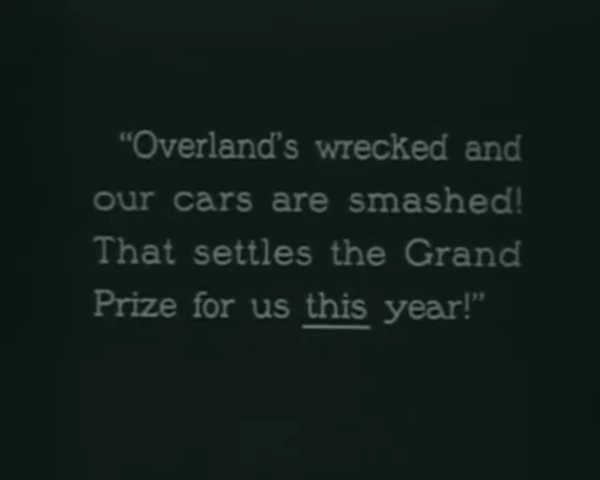 “Overland's wrecked and
our cars are smashed!
That settles the Grand
Prize for us this year!”